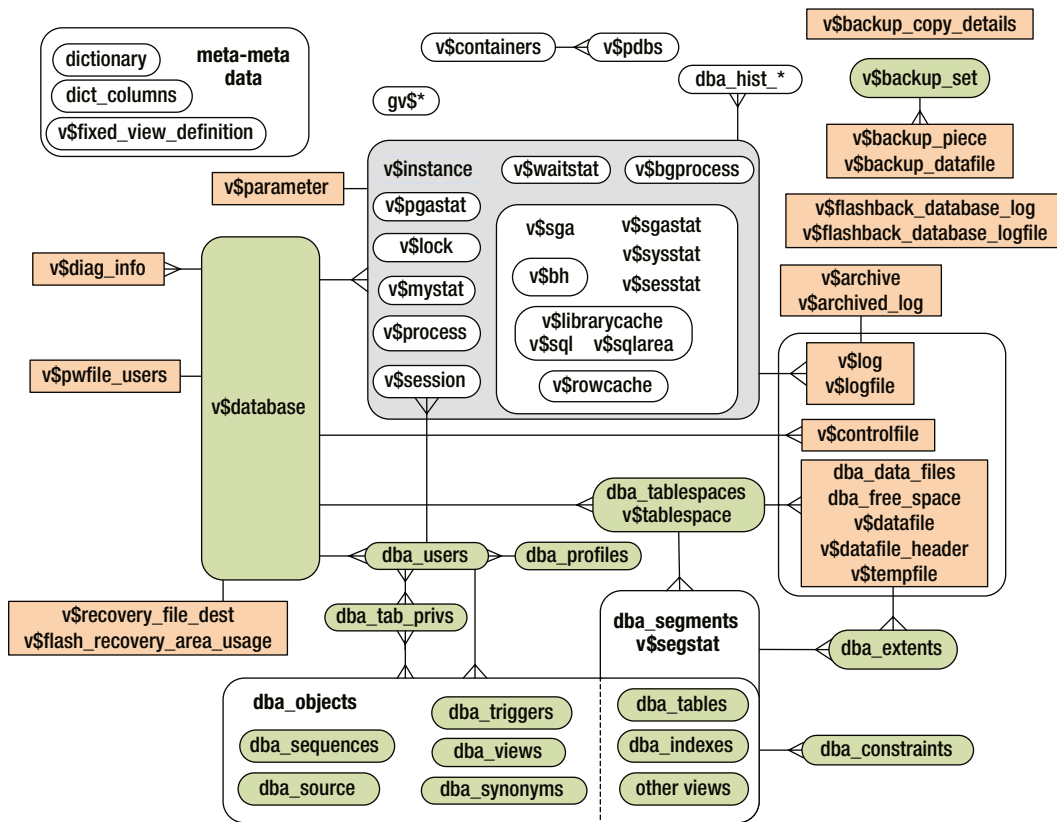 v$containers
v$pdbs
v$backup_copy_details
dictionary
meta-meta
data
dict_columns
v$fixed_view_definition
gv$*
dba_hist_*
v$backup_set
v$backup_piece
v$backup_datafile
v$parameter
v$instance
v$waitstat
v$bgprocess
v$pgastat
v$lock
v$mystat
v$process
v$session
v$sga
v$sgastat
v$sysstat
v$sesstat
v$bh
v$librarycache
v$sql v$sqlarea
v$rowcache
v$flashback_database_log
v$flashback_database_logfile
v$archive
v$archived_log
v$log
v$logfile
v$controlfile
v$diag_info
v$pwfile_users
v$database
dba_tablespaces
v$tablespace
dba_data_files
dba_free_space
v$datafile
v$datafile_header
v$tempfile
dba_users
dba_profiles
v$recovery_file_dest
v$flash_recovery_area_usage
dba_tab_privs
dba_segments
v$segstat
dba_extents
dba_objects
dba_triggers
dba_sequences
dba_views
dba_source
dba_synonyms
dba_tables
dba_indexes
other views
dba_constraints